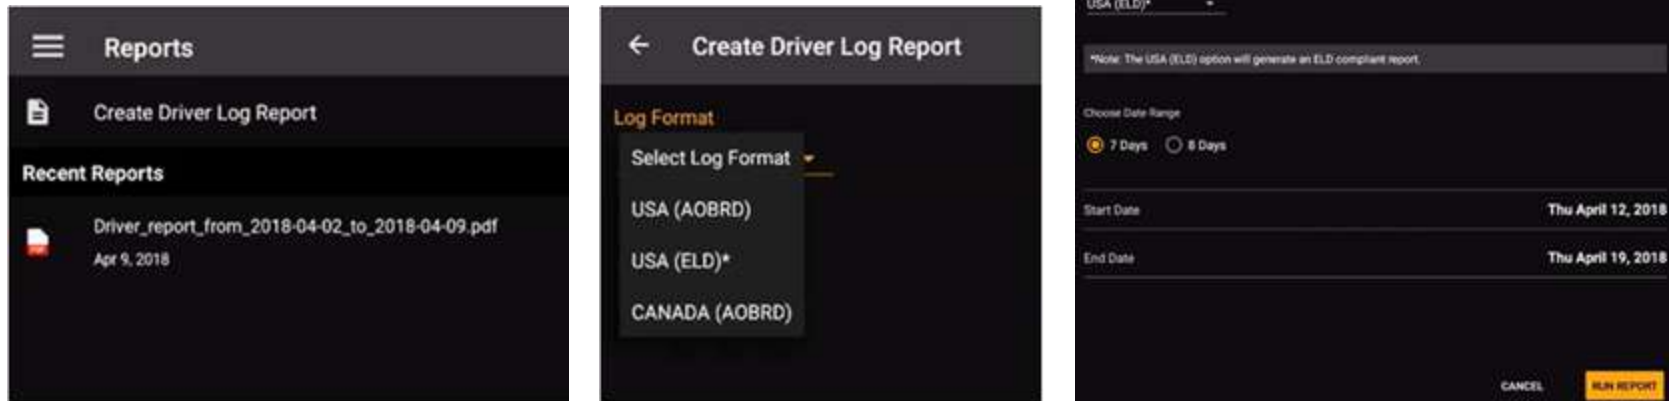 Reports
Create Driver Log Report
Recent Reports
Driver_report_from_2018-04-02_to_2018-04-09.pdf
Apr 9, 2018
Create Driver Log Report
Log Format
Select Log Format
USA (AOBRD)
USA (ELD)*
CANADA (AOBRD)
USA (ELD)*
*Note: The USA (ELD) option will generate an ELD compliant report.
Choose Date Range
7 Days 8 Days
Start Date Thu April 12, 2018
End Date Thu April 19, 2018
CANCEL RUN REPORT